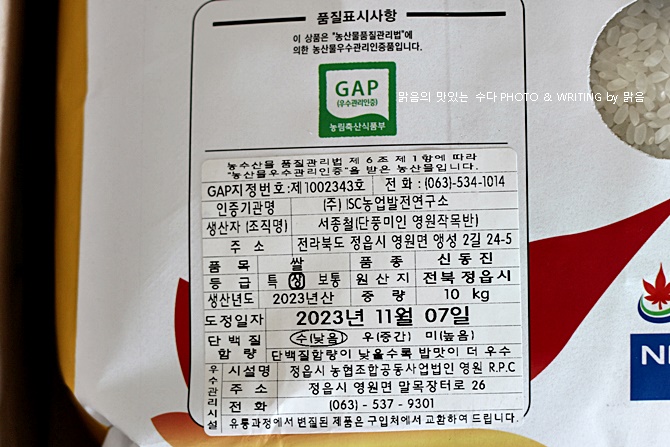 품질표시사항
이 상품은 "농산물품질관리법"에
의한 농산물우수관리인증품입니다.
GAP
(우수관리인증)
농림축산식품부
맑음의 맛있는 수다 PHOTO & WRITING by 맑음
농수산물 품질관리법 제 6 조 제 1 항에 따라
"농산물우수관리인증"을 받은 농산물입니다.
GAP지정번호 :제1002343호 전 화 : (063)-534-1014
인증기관명 (주) ISC농업발전연구소
생산자 (조직명) 서종철(단풍미인 영원작목반)
주 소 전라북도 정읍시 영원면 앵성 2길 24-5
품 목 쌀 품 종 신 동 진
등 급 특 상 보통 원 산 지 전북 정읍시
생산년도 2023년산 중 량 10 kg
도정일자 2023년 11월 07일
단백질 함 량 수(낮음) 우(중간) 미(높음)
단백질함량이 낮을수록 밥맛이 더 우수
우수관리시설 시설명 정읍시 농협조합공동사업법인 영원 R.P.C
주 소 정읍시 영원면 말목장터로 26
전 화 (063) - 537 - 9301
유통과정에서 변질된 제품은 구입처에서 교환하여 드립니다.